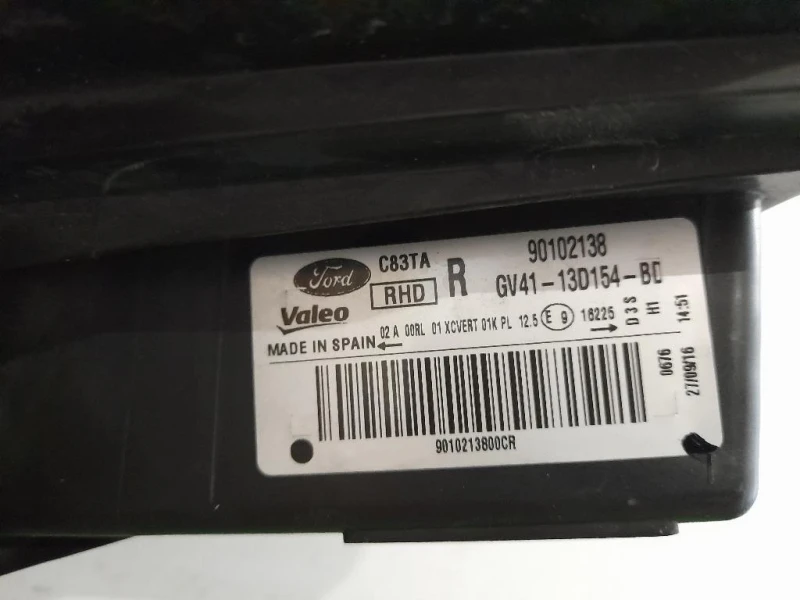 Ford
C83TA
RHD
R
90102138
GV41-13D154-BD
Valeo
02 A 00RL 01 XCVERT 01K PL 12.5 E 9 16225
D3S
H1
14:51
MADE IN SPAIN
0676
27/09/16
9010213800CR